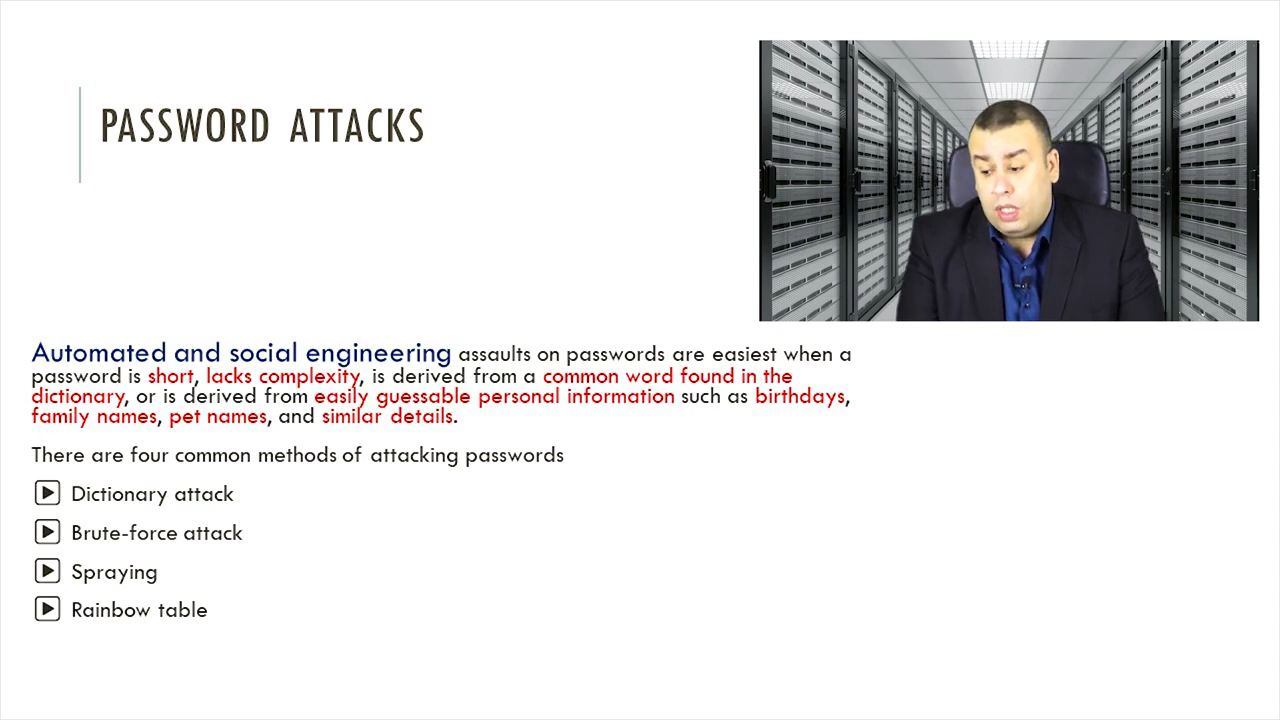 PASSWORD ATTACKS
Automated and social engineering assaults on passwords are easiest when a
password is short, lacks complexity, is derived from a common word found in the
dictionary, or is derived from easily guessable personal information such as birthdays,
family names, pet names, and similar details.
There are four common methods of attacking passwords
Dictionary attack
Brute-force attack
Spraying
Rainbow table